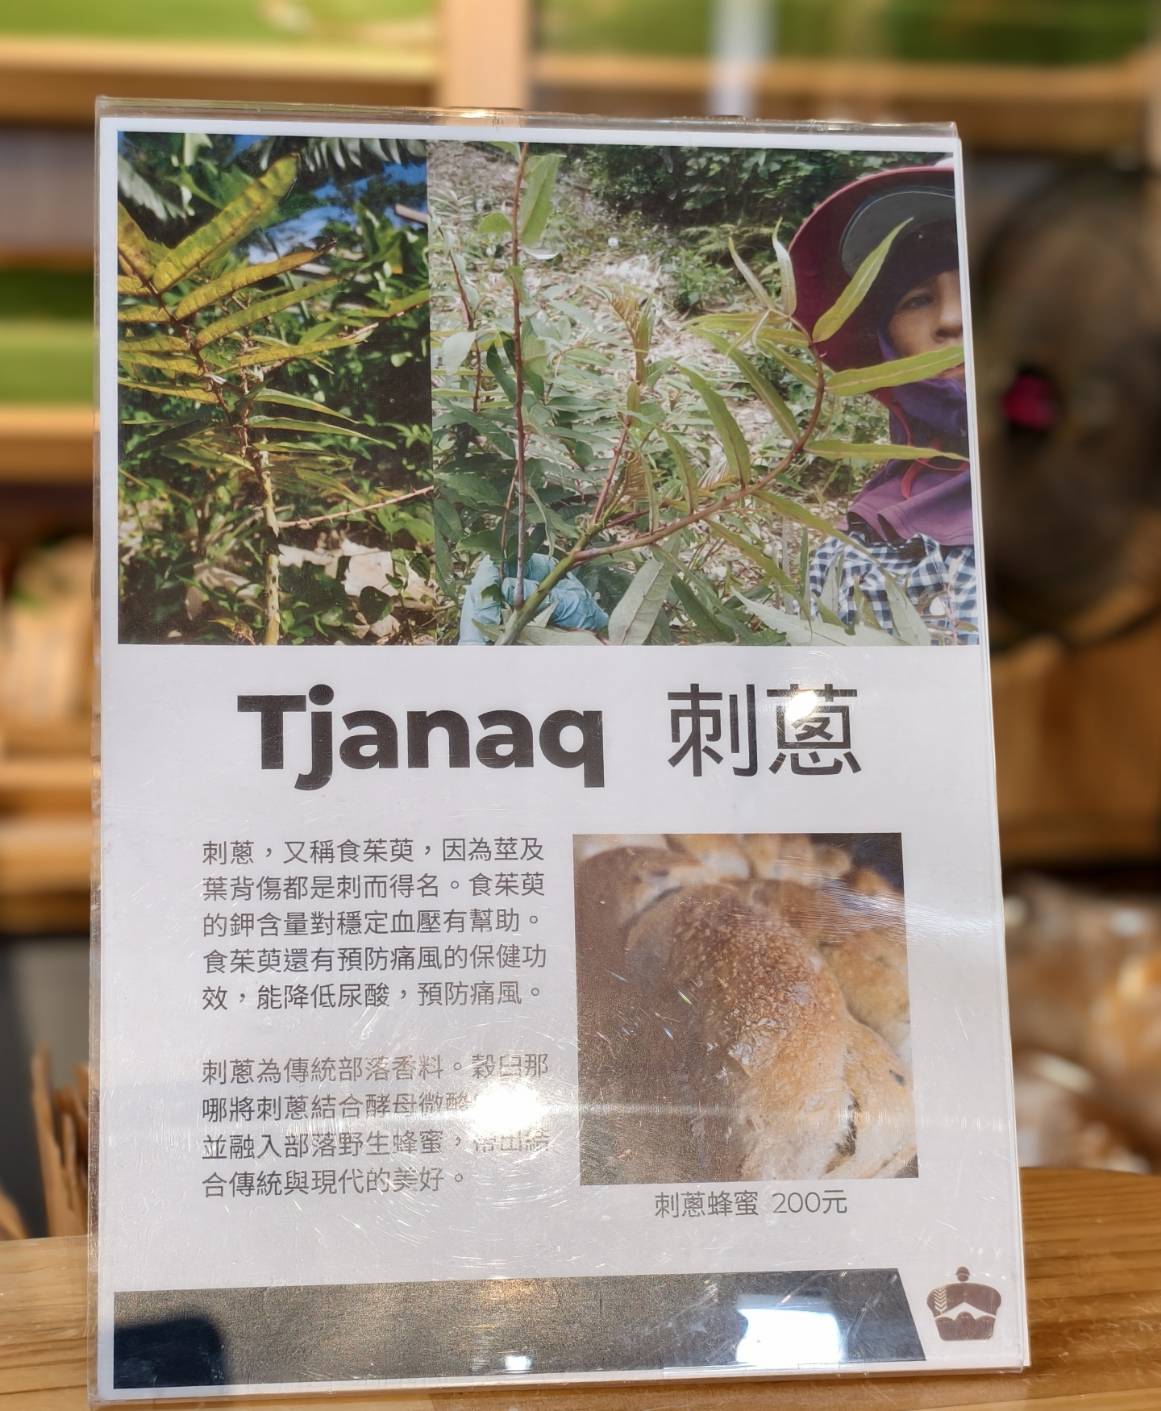 Tjanaq 刺蔥
刺蔥，又稱食茱萸，因為莖及
葉背傷都是刺而得名。食茱萸
的鉀含量對穩定血壓有幫助。
食茱萸還有預防痛風的保健功
效，能降低尿酸，預防痛風。
刺蔥為傳統部落香料。穀臼那
哪將刺蔥結合酵母微酸
並融入部落野生蜂蜜，帶出結
合傳統與現代的美好。
刺蔥蜂蜜 200元